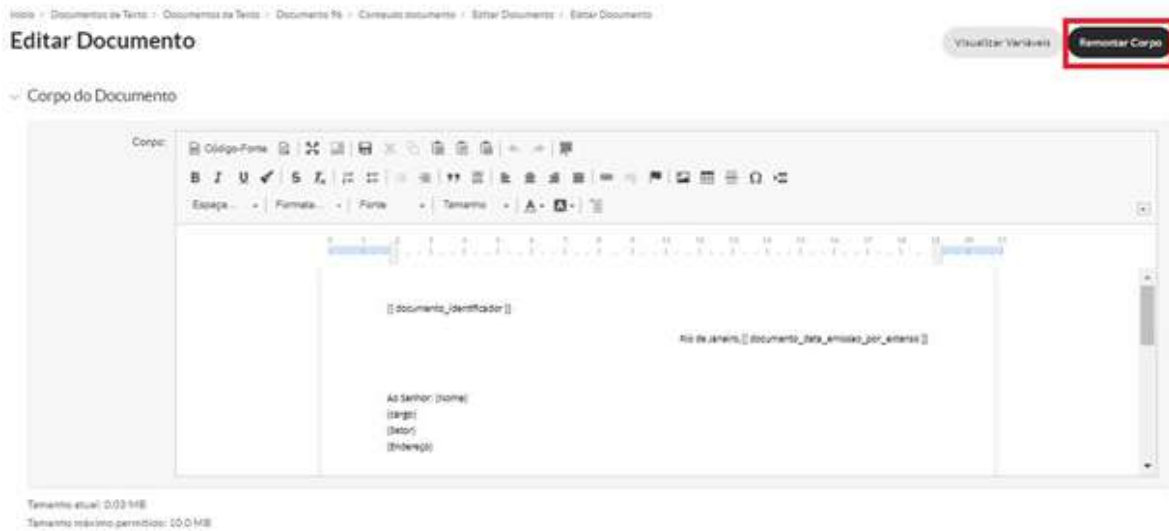 Início › Documentos de Texto › Documentos de Texto › Documento 96 › Conteudo documento › Editar Documento › Editar Documento
Editar Documento
Visualizar Variáveis
Remontar Corpo
Corpo do Documento
Corpo:
Código-Fonte
B I U S
Espaça...
Formata...
Fonte
Tamanho
[[ documento_identificador ]]
Rio de Janeiro, [[ documento_data_emissao_por_extenso ]]
Ao Senhor: (Nome)
(cargo)
(Setor)
(Endereço)
Tamanho atual: 0.03 MB
Tamanho máximo permitido: 10.0 MB